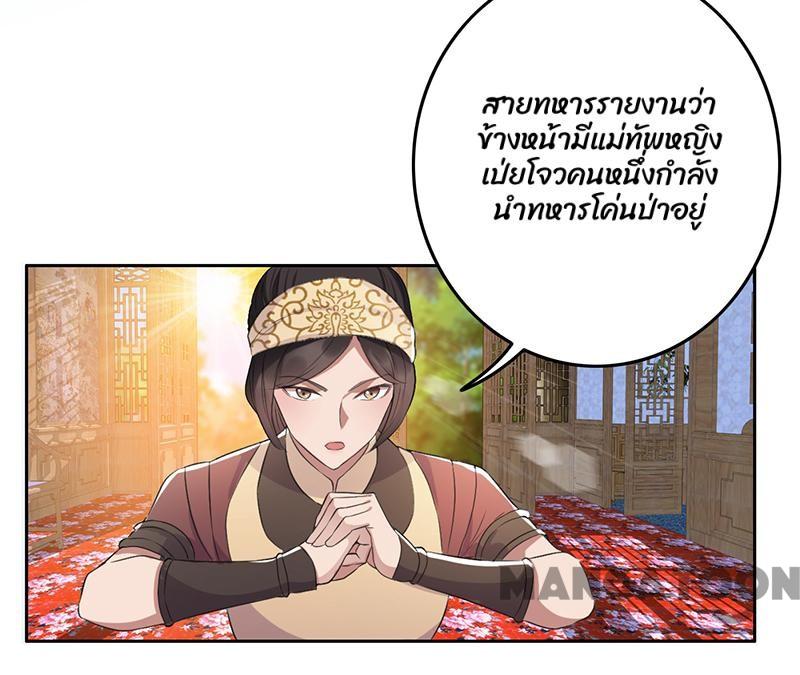 สายทหารรายงานว่า
ข้างหน้ามีแม่ทัพหญิง
เป่ยโจวคนหนึ่งกำลัง
นำทหารโค่นป่าอยู่
MANGATOON